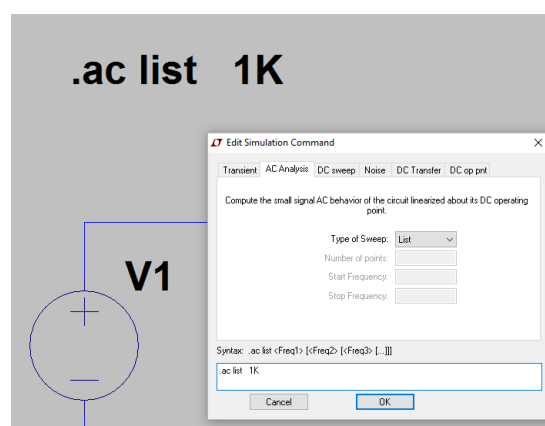 .ac list 1K
Edit Simulation Command
Transient AC Analysis DC sweep Noise DC Transfer DC op pnt
Compute the small signal AC behavior of the circuit linearized about its DC operating
point.
Type of Sweep: List
Number of points:
Start Frequency:
Stop Frequency:
V1
Syntax: .ac list <Freq1> [<Freq2> [<Freq3> [...]]]
.ac list 1K
Cancel OK